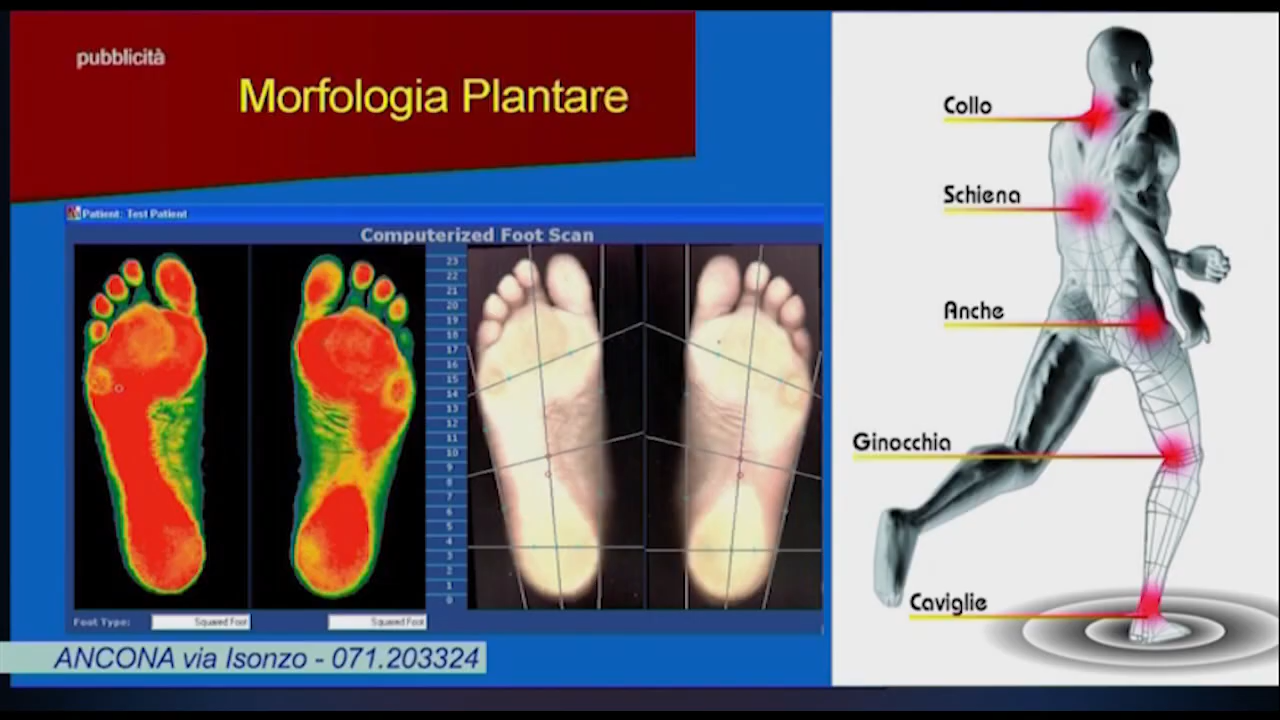 pubblicità
Morfologia Plantare
Patient: Test Patient
Computerized Foot Scan
23
22
21
20
19
18
17
16
15
14
13
12
11
10
9
8
7
6
5
4
3
2
1
0
Foot Type:
Squared Foot
Squared Foot
ANCONA via Isonzo - 071.203324
Collo
Schiena
Anche
Ginocchia
Caviglie